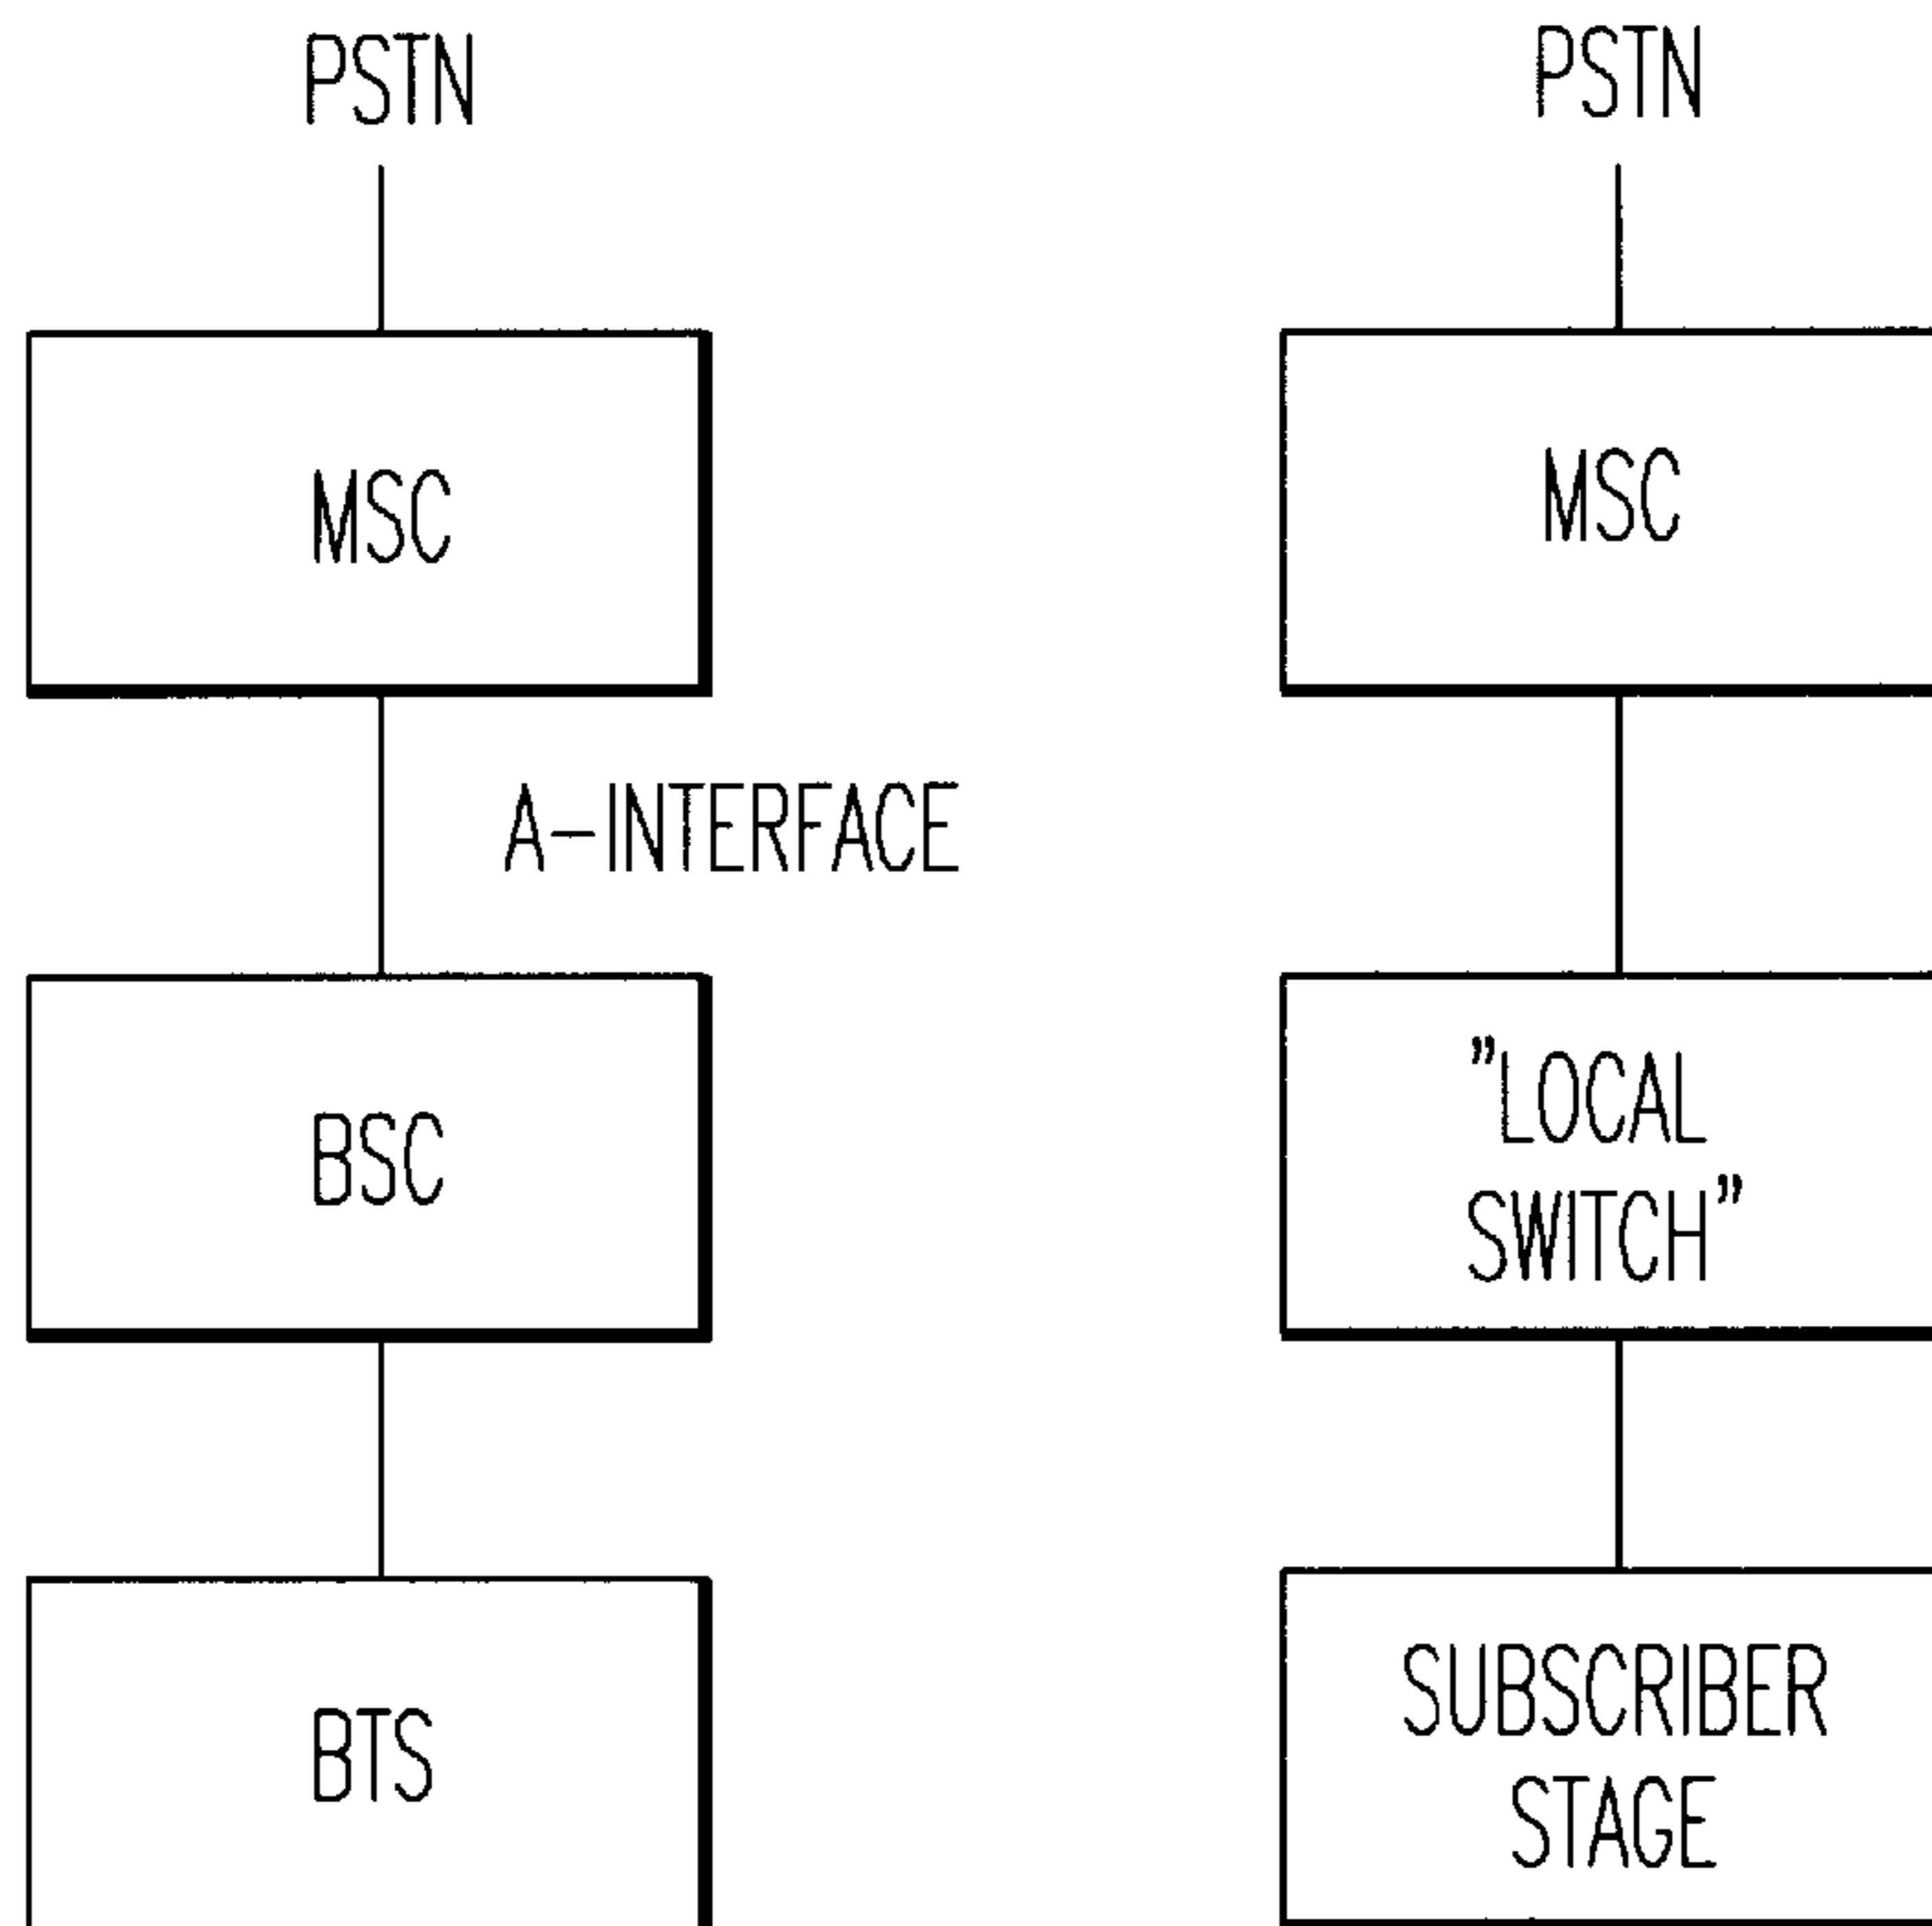 PSTN
MSC
A-INTERFACE
BSC
BTS
PSTN
MSC
"LOCAL
SWITCH"
SUBSCRIBER
STAGE